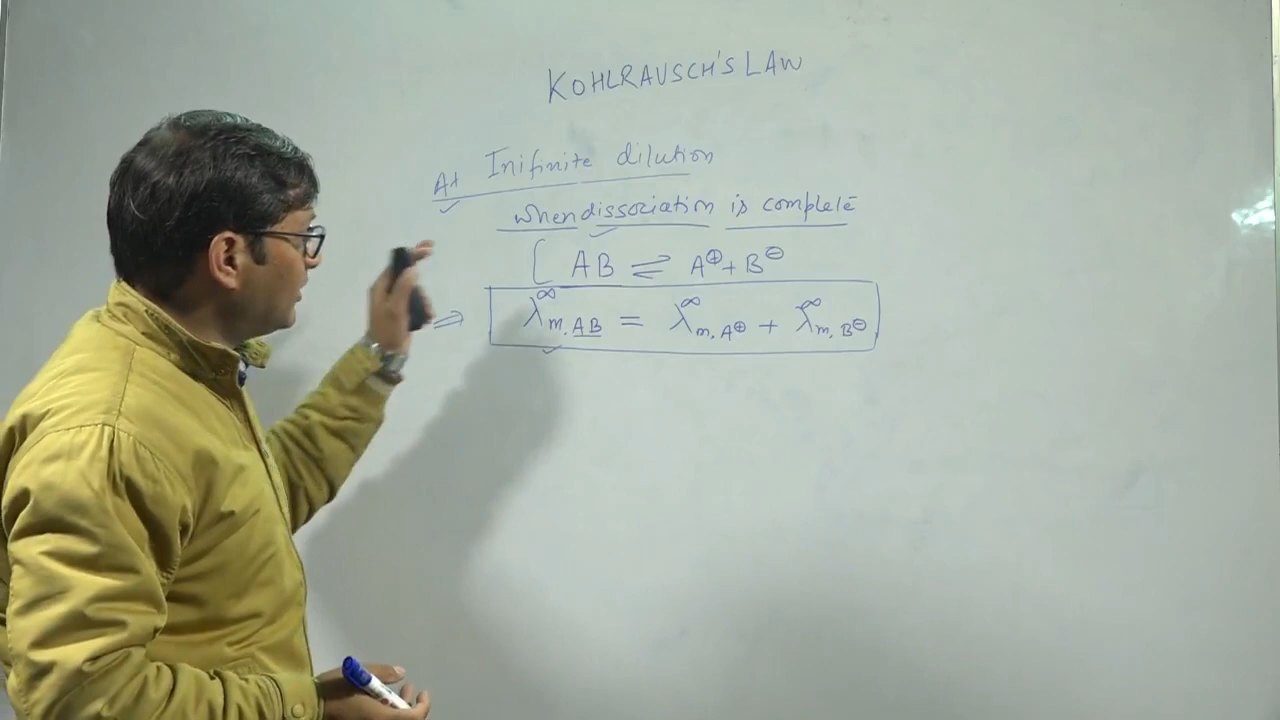 KOHLRAUSCH'S LAW
At Inifinite dilution
when dissociation is complete
[ AB ⇌ A⊕ + B⊖
⇒ λ∞m, AB = λ∞m, A⊕ + λ∞m, B⊖